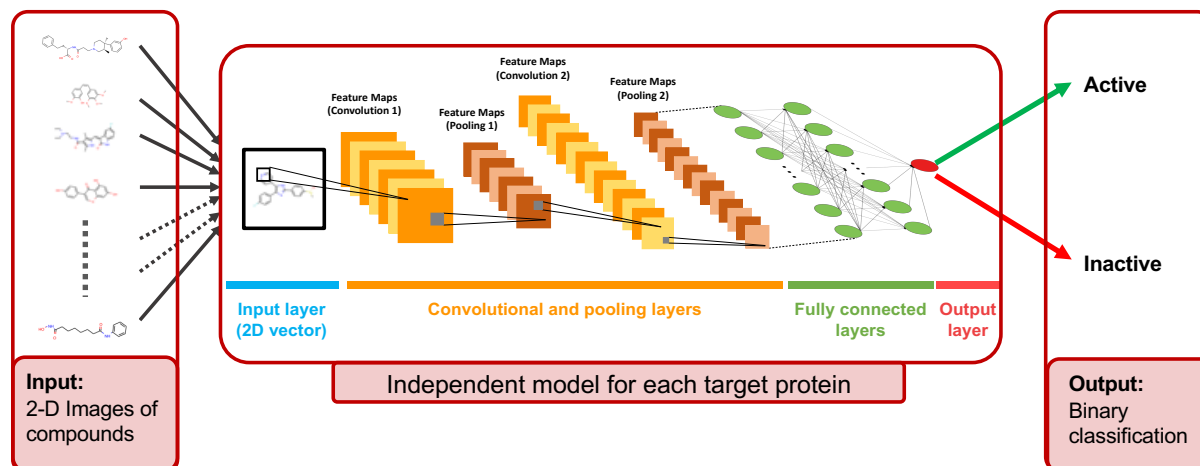 Input:
2-D Images of
compounds
Feature Maps
(Convolution 1)
Feature Maps
(Pooling 1)
Feature Maps
(Convolution 2)
Feature Maps
(Pooling 2)
Input layer
(2D vector)
Convolutional and pooling layers
Fully connected
layers
Output
layer
Independent model for each target protein
Active
Inactive
Output:
Binary
classification